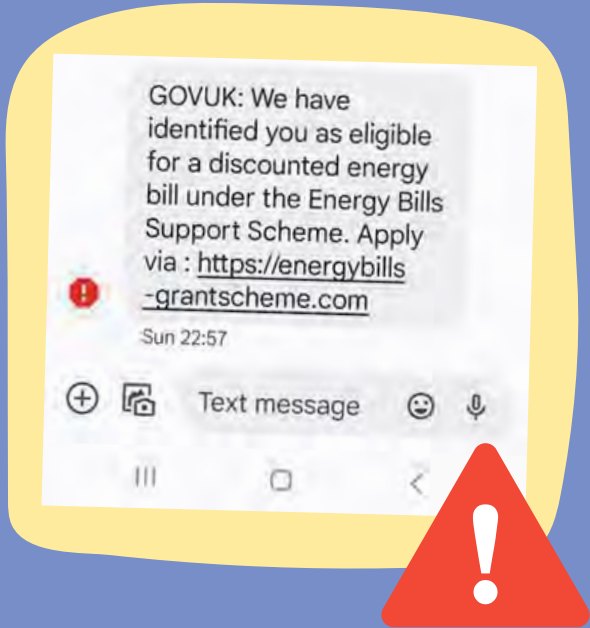 GOVUK: We have
identified you as eligible
for a discounted energy
bill under the Energy Bills
Support Scheme. Apply
via : https://energybills
-grantscheme.com
Sun 22:57
Text message